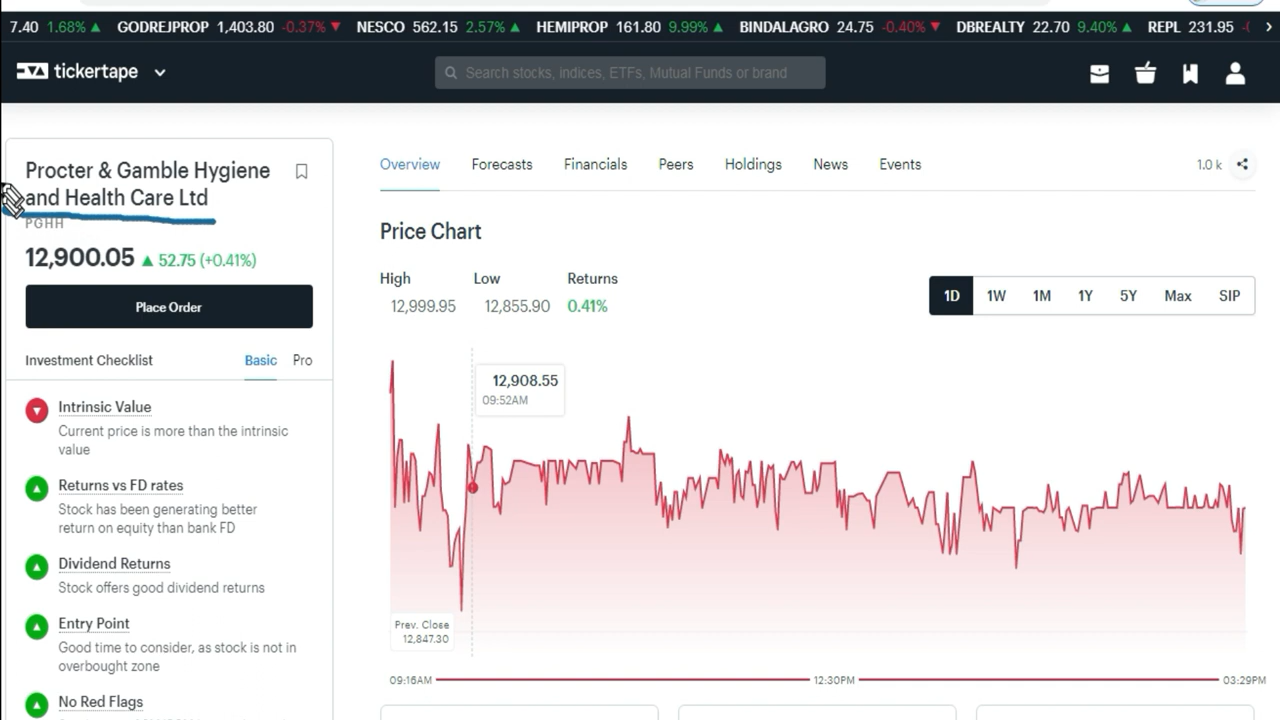 7.40 1.68% ▲ GODREJPROP 1,403.80 -0.37% ▼ NESCO 562.15 2.57% ▲ HEMIPROP 161.80 9.99% ▲ BINDALAGRO 24.75 -0.40% ▼ DBREALTY 22.70 9.40% ▲ REPL 231.95
tickertape
Search stocks, indices, ETFs, Mutual Funds or brand
Procter & Gamble Hygiene
and Health Care Ltd
PGHH
12,900.05 ▲ 52.75 (+0.41%)
Place Order
Investment Checklist Basic Pro
Intrinsic Value
Current price is more than the intrinsic
value
Returns vs FD rates
Stock has been generating better
return on equity than bank FD
Dividend Returns
Stock offers good dividend returns
Entry Point
Good time to consider, as stock is not in
overbought zone
No Red Flags
Overview Forecasts Financials Peers Holdings News Events 1.0 k
Price Chart
High Low Returns
12,999.95 12,855.90 0.41%
1D 1W 1M 1Y 5Y Max SIP
12,908.55
09:52AM
Prev. Close
12,847.30
09:16AM 12:30PM 03:29PM